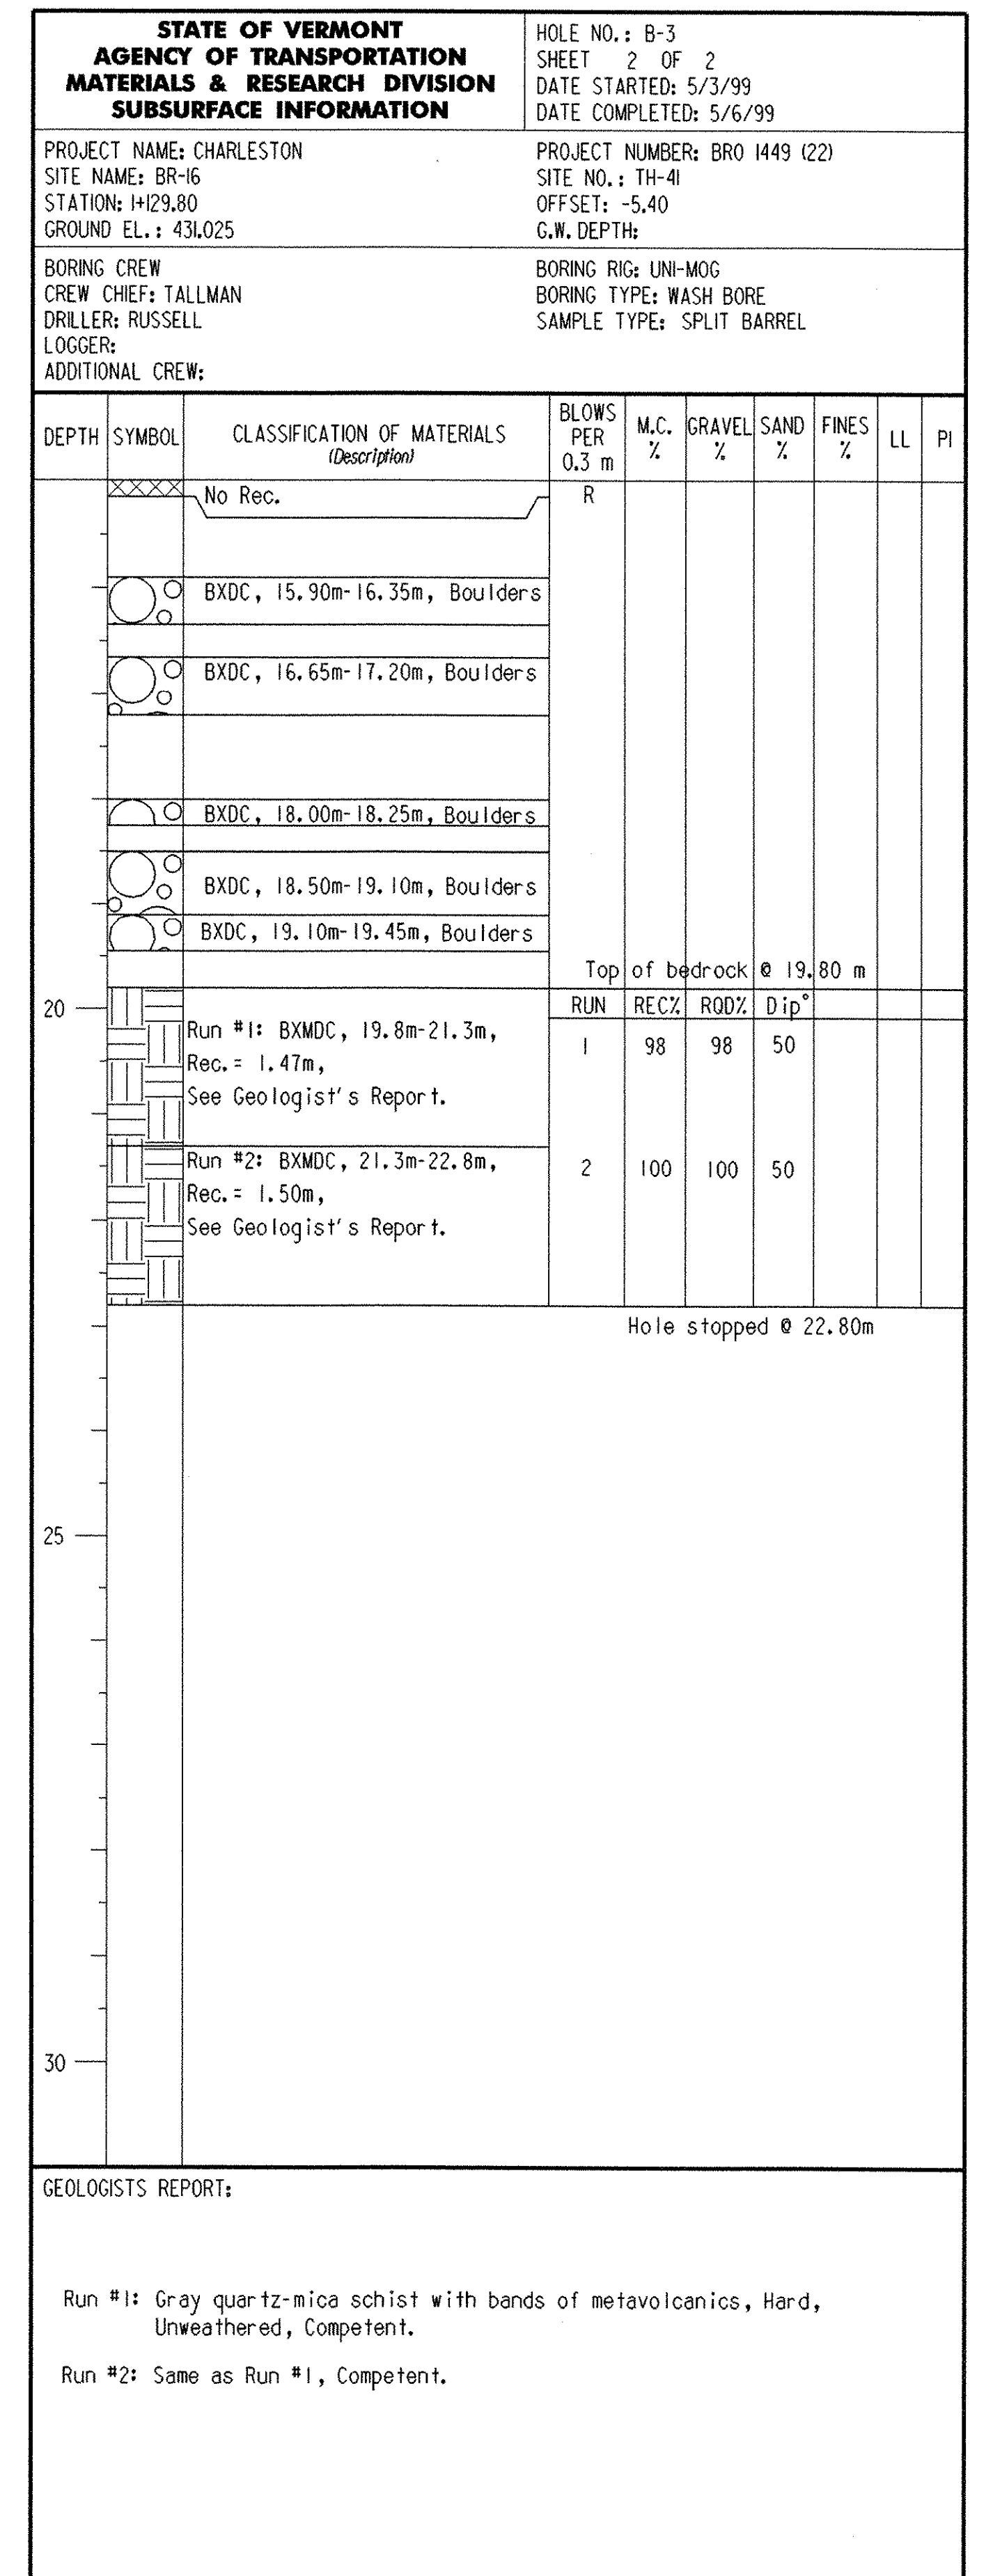 STATE OF VERMONT
AGENCY OF TRANSPORTATION
MATERIALS & RESEARCH DIVISION
SUBSURFACE INFORMATION
HOLE NO.: B-3
SHEET 2 OF 2
DATE STARTED: 5/3/99
DATE COMPLETED: 5/6/99
PROJECT NAME: CHARLESTON
SITE NAME: BR-16
STATION: 1+129.80
GROUND EL.: 431.025
PROJECT NUMBER: BRO 1449 (22)
SITE NO.: TH-41
OFFSET: -5.40
G.W. DEPTH:
BORING CREW
CREW CHIEF: TALLMAN
DRILLER: RUSSELL
LOGGER:
ADDITIONAL CREW:
BORING RIG: UNI-MOG
BORING TYPE: WASH BORE
SAMPLE TYPE: SPLIT BARREL
DEPTH SYMBOL CLASSIFICATION OF MATERIALS
(Description)
BLOWS
PER
0.3 m
M.C.
%
GRAVEL
%
SAND
%
FINES
%
LL
PI
No Rec. R
BXDC, 15.90m-16.35m, Boulders
BXDC, 16.65m-17.20m, Boulders
BXDC, 18.00m-18.25m, Boulders
BXDC, 18.50m-19.10m, Boulders
BXDC, 19.10m-19.45m, Boulders
Top of bedrock @ 19.80 m
20
RUN REC% RQD% Dip°
Run #1: BXMDC, 19.8m-21.3m,
Rec.= 1.47m,
See Geologist's Report.
1 98 98 50
Run #2: BXMDC, 21.3m-22.8m,
Rec.= 1.50m,
See Geologist's Report.
2 100 100 50
Hole stopped @ 22.80m
25
30
GEOLOGISTS REPORT:
Run #1: Gray quartz-mica schist with bands of metavolcanics, Hard,
Unweathered, Competent.
Run #2: Same as Run #1, Competent.